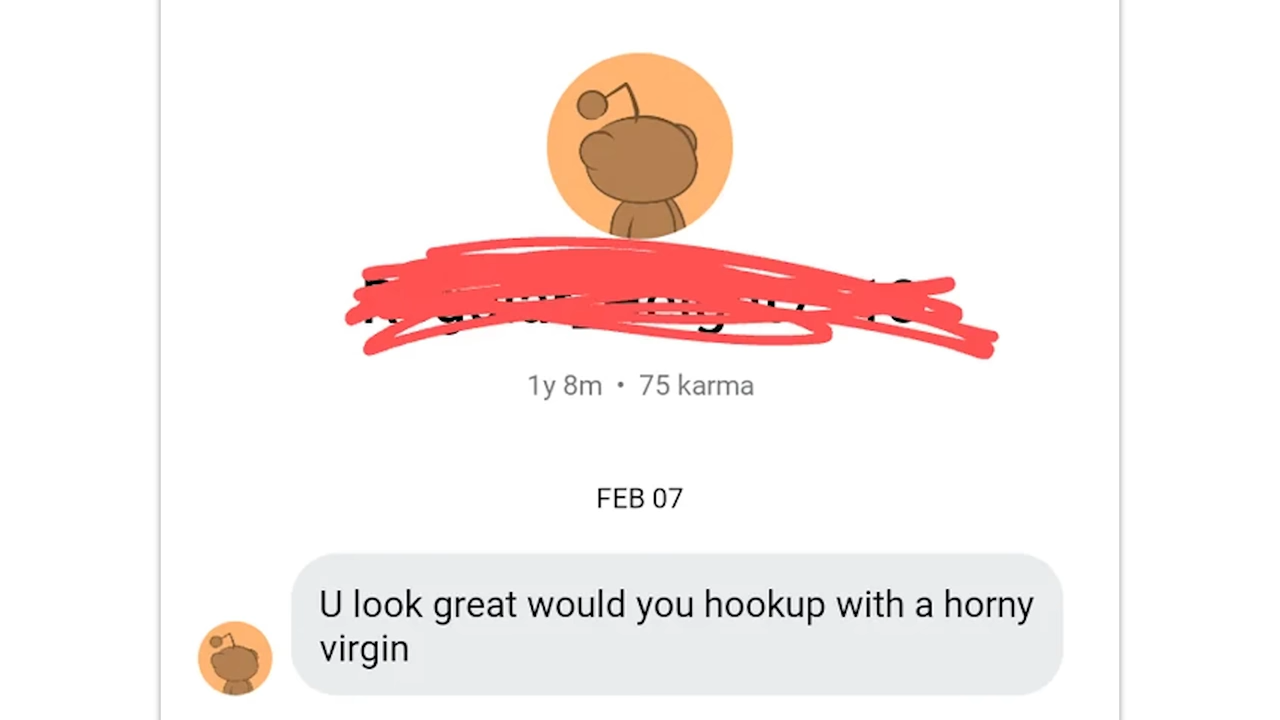 1y 8m • 75 karma
FEB 07
U look great would you hookup with a horny
virgin